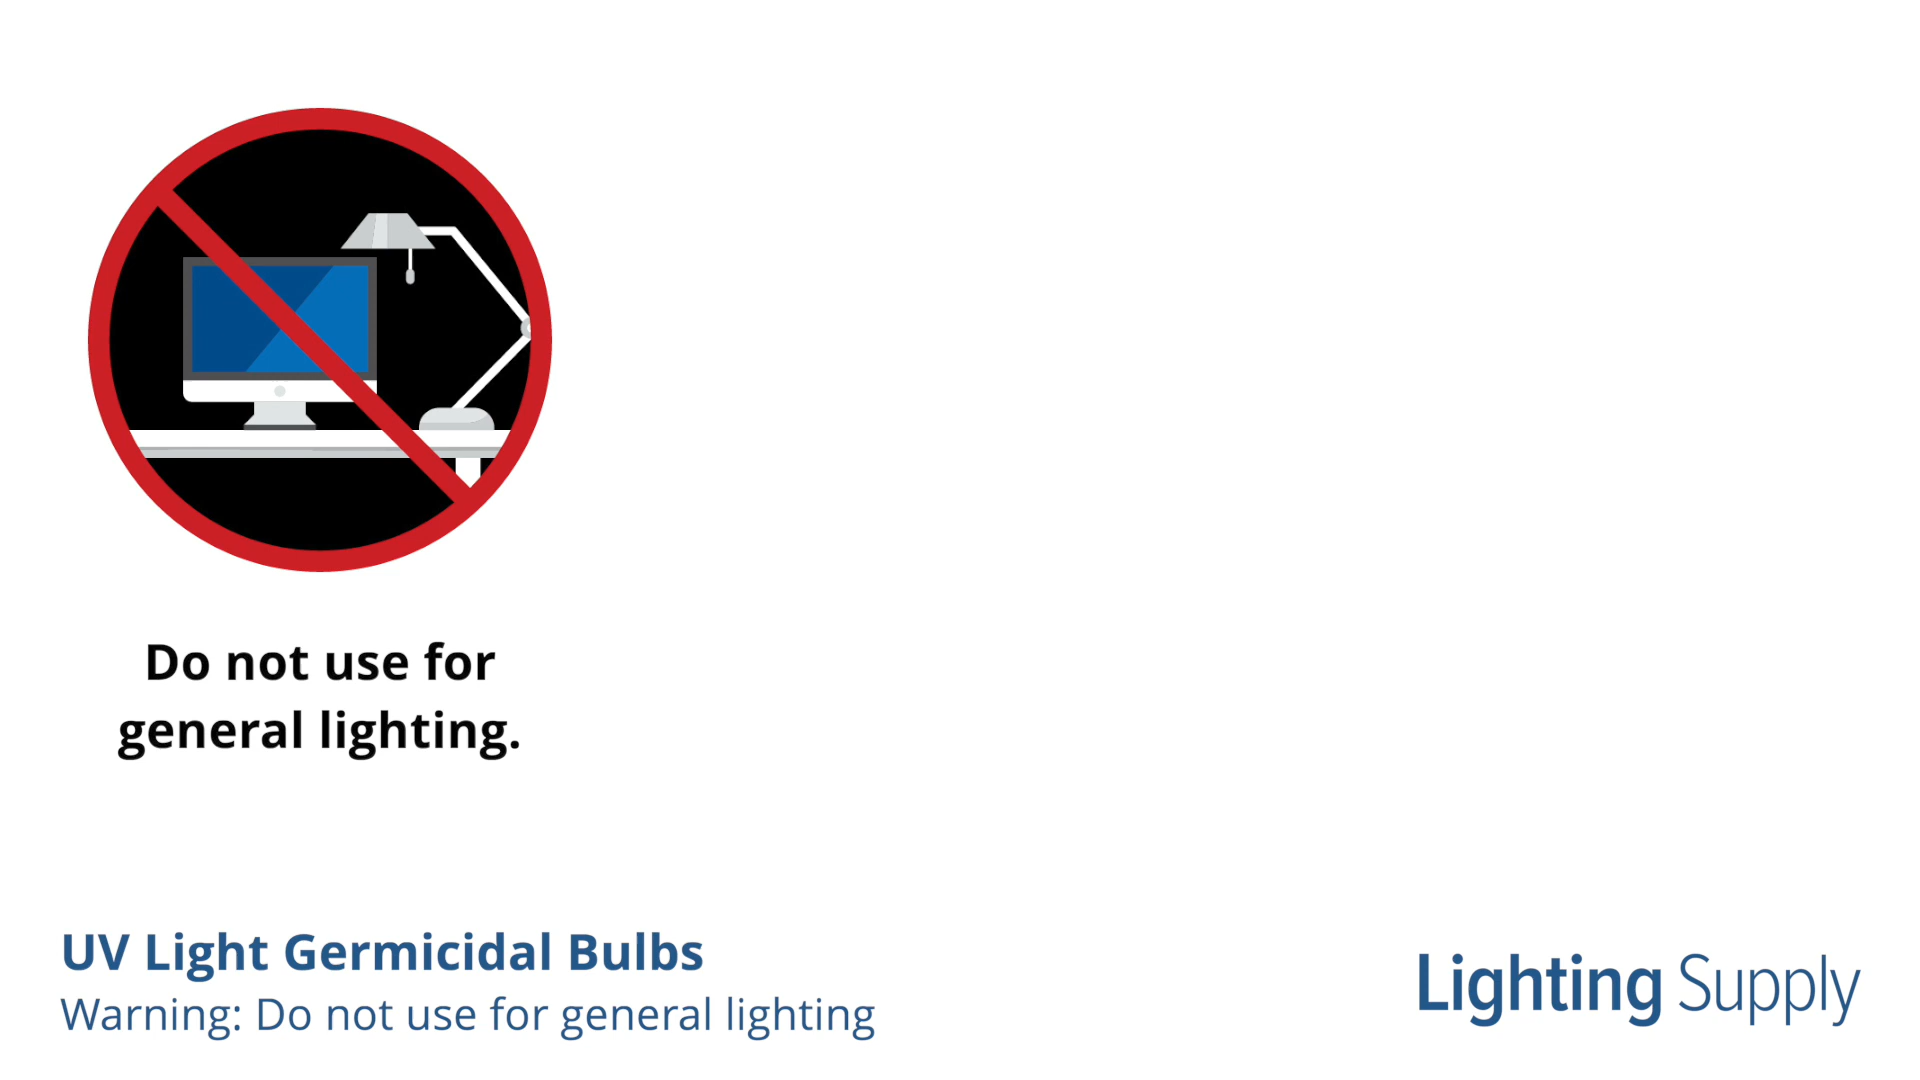 Do not use for
general lighting.
UV Light Germicidal Bulbs
Warning: Do not use for general lighting
Lighting Supply